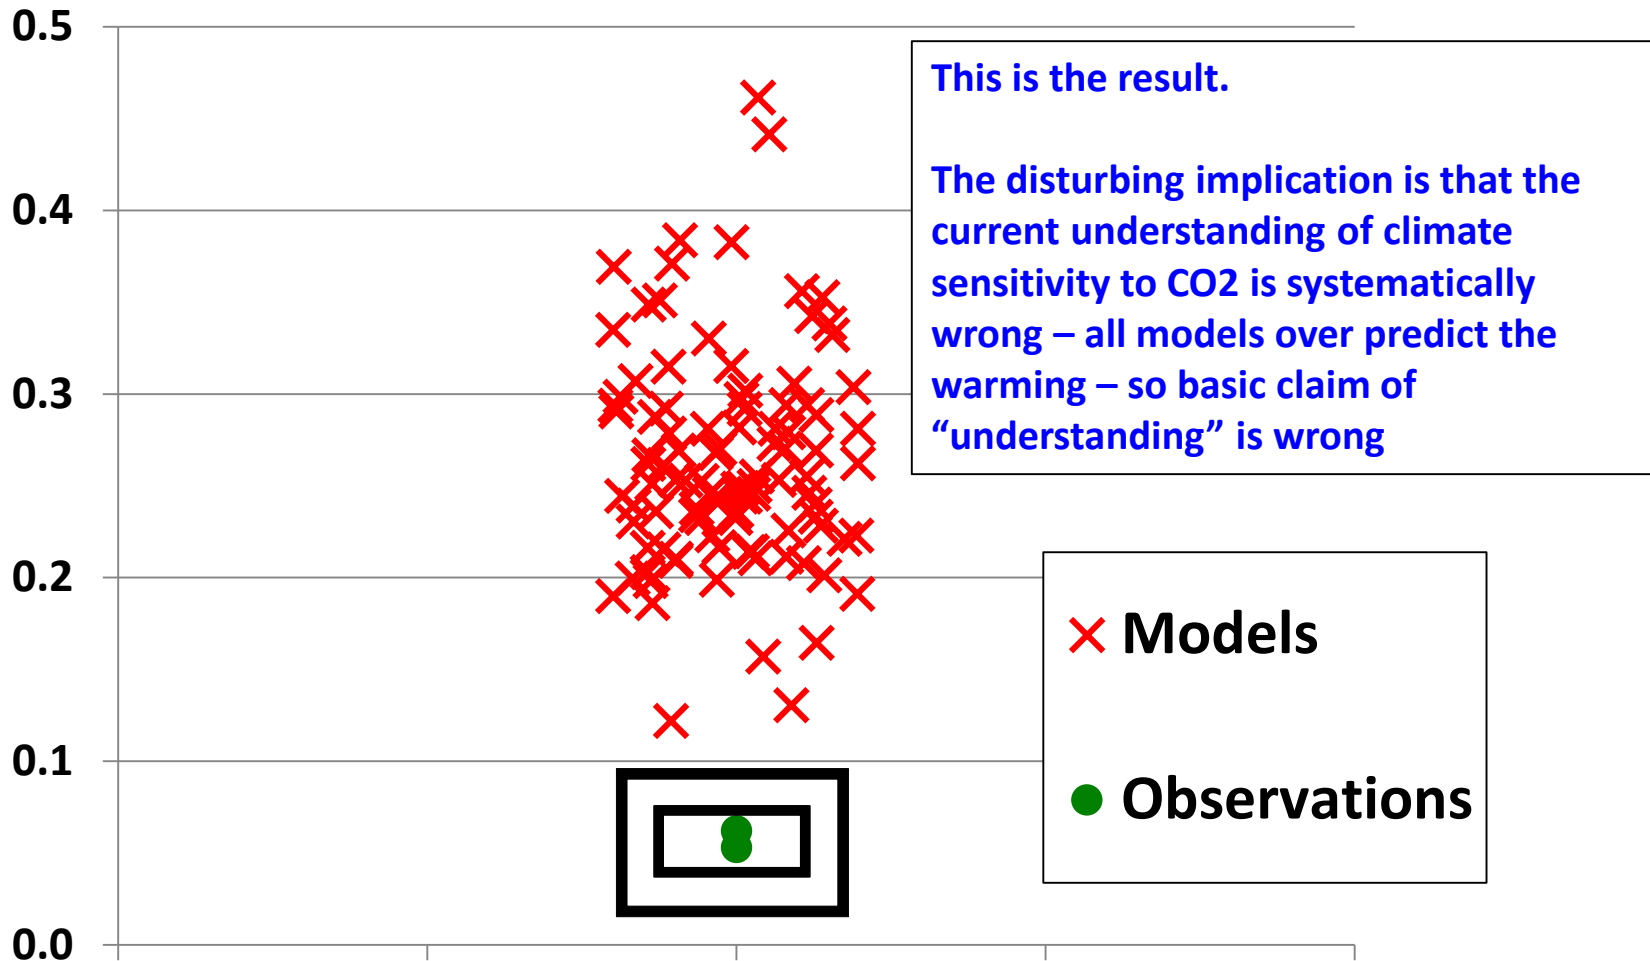 0.5
This is the result.
The disturbing implication is that the
0.4
current understanding of climate
sensitivity to CO2 is systematically
wrong – all models over predict the
warming – so basic claim of
0.3
“understanding” is wrong
0.2
Models
0.1
Observations
0.0